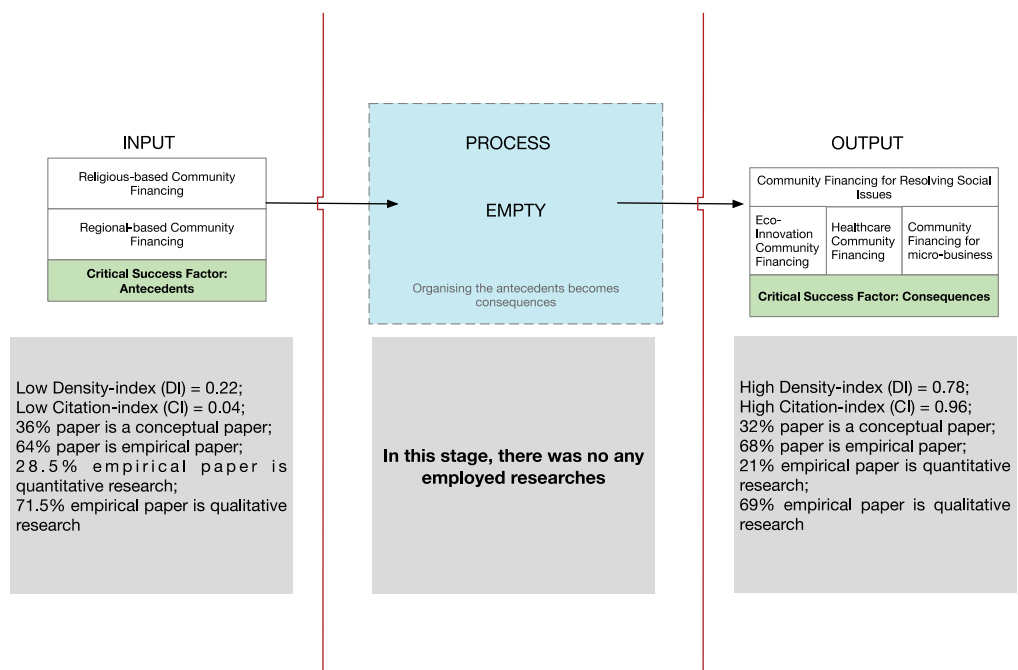 INPUT
Religious-based Community
Financing
Regional-based Community
Financing
Critical Success Factor:
Antecedents
Low Density-index (DI) = 0.22;
Low Citation-index (CI) = 0.04;
36% paper is a conceptual paper;
64% paper is empirical paper;
28.5% empirical paper is
quantitative research;
71.5% empirical paper is qualitative
research
PROCESS
EMPTY
Organising the antecedents becomes
consequences
In this stage, there was no any
employed researches
OUTPUT
Community Financing for Resolving Social
Issues
Eco-
Innovation
Community
Financing
Healthcare
Community
Financing
Community
Financing for
micro-business
Critical Success Factor: Consequences
High Density-index (DI) = 0.78;
High Citation-index (CI) = 0.96;
32% paper is a conceptual paper;
68% paper is empirical paper;
21% empirical paper is quantitative
research;
69% empirical paper is qualitative
research